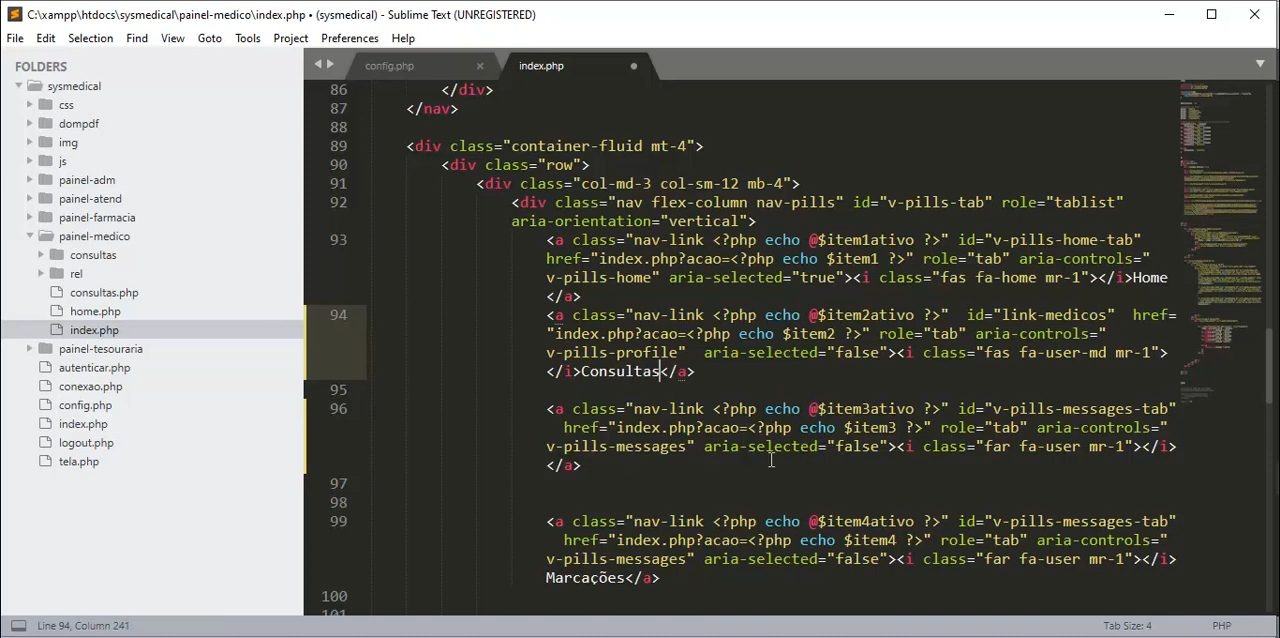 C:\xampp\htdocs\sysmedical\painel-medico\index.php • (sysmedical) - Sublime Text (UNREGISTERED)
File Edit Selection Find View Goto Tools Project Preferences Help
FOLDERS
sysmedical
css
dompdf
img
js
painel-adm
painel-atend
painel-farmacia
painel-medico
consultas
rel
consultas.php
home.php
index.php
painel-tesouraria
autenticar.php
conexao.php
config.php
index.php
logout.php
tela.php
config.php × index.php
86 </div>
87 </nav>
88
89 <div class="container-fluid mt-4">
90 <div class="row">
91 <div class="col-md-3 col-sm-12 mb-4">
92 <div class="nav flex-column nav-pills" id="v-pills-tab" role="tablist"
aria-orientation="vertical">
93 <a class="nav-link <?php echo @$item1ativo ?>" id="v-pills-home-tab"
href="index.php?acao=<?php echo $item1 ?>" role="tab" aria-controls="
v-pills-home" aria-selected="true"><i class="fas fa-home mr-1"></i>Home
</a>
94 <a class="nav-link <?php echo @$item2ativo ?>"  id="link-medicos"  href=
"index.php?acao=<?php echo $item2 ?>" role="tab" aria-controls="
v-pills-profile"  aria-selected="false"><i class="fas fa-user-md mr-1">
</i>Consultas</a>
95
96 <a class="nav-link <?php echo @$item3ativo ?>" id="v-pills-messages-tab"
href="index.php?acao=<?php echo $item3 ?>" role="tab" aria-controls="
v-pills-messages" aria-selected="false"><i class="far fa-user mr-1"></i>
</a>
97
98
99 <a class="nav-link <?php echo @$item4ativo ?>" id="v-pills-messages-tab"
href="index.php?acao=<?php echo $item4 ?>" role="tab" aria-controls="
v-pills-messages" aria-selected="false"><i class="far fa-user mr-1"></i>
Marcações</a>
100
101
Line 94, Column 241 Tab Size: 4 PHP